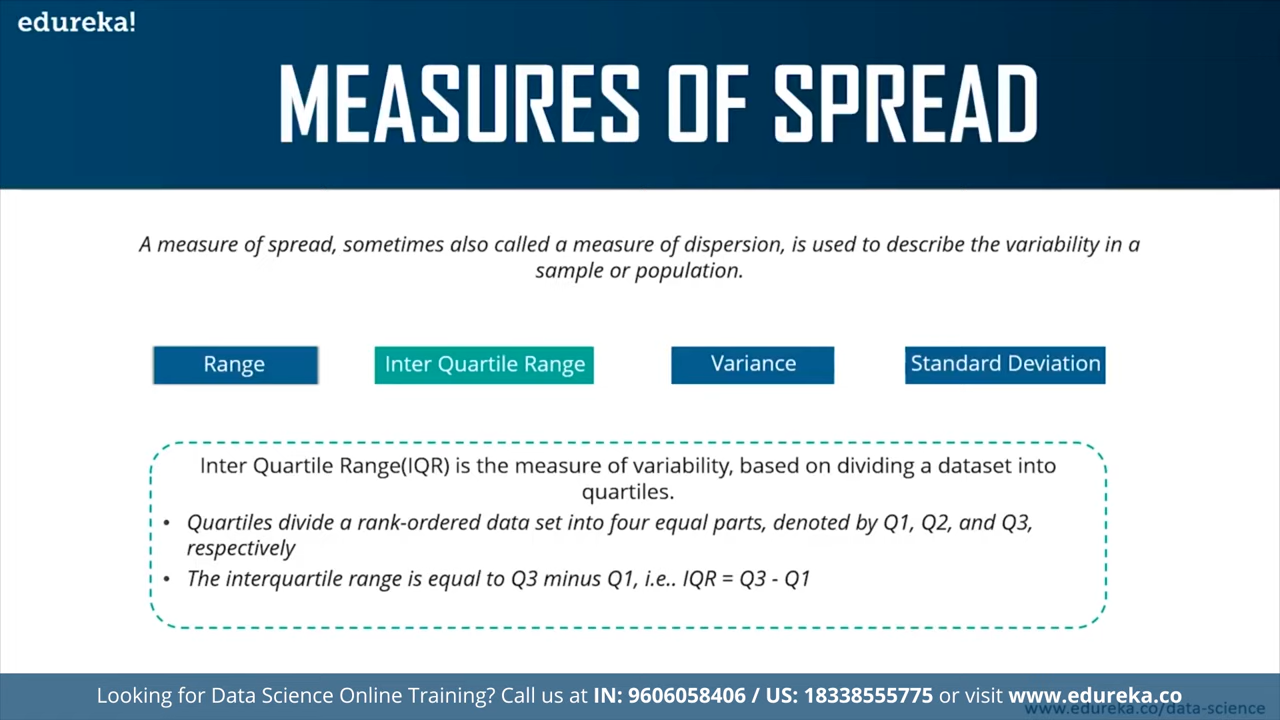 edureka!
MEASURES OF SPREAD
A measure of spread, sometimes also called a measure of dispersion, is used to describe the variability in a
sample or population.
Range
Inter Quartile Range
Variance
Standard Deviation
Inter Quartile Range(IQR) is the measure of variability, based on dividing a dataset into
quartiles.
• Quartiles divide a rank-ordered data set into four equal parts, denoted by Q1, Q2, and Q3,
respectively
• The interquartile range is equal to Q3 minus Q1, i.e.. IQR = Q3 - Q1
Looking for Data Science Online Training? Call us at IN: 9606058406 / US: 18338555775 or visit www.edureka.co
www.edureka.co/data-science